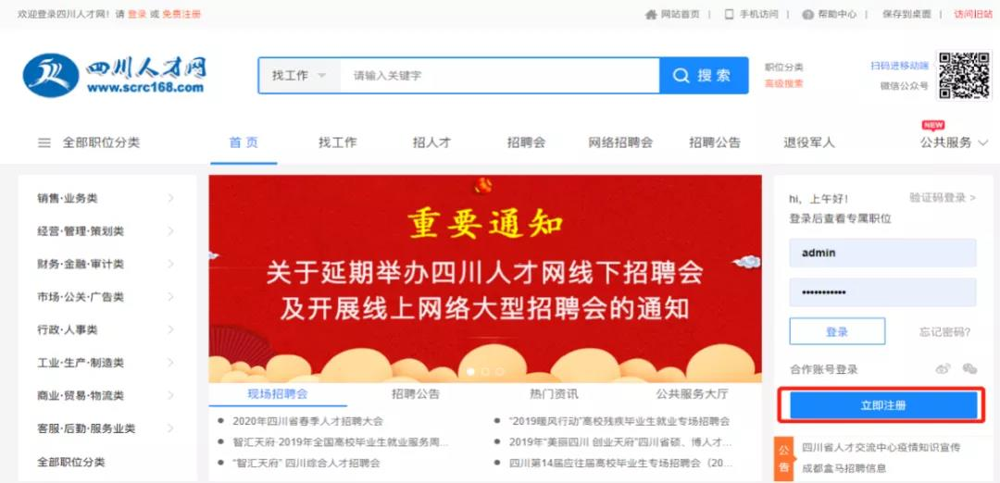 欢迎登录四川人才网！请 登录 或 免费注册
网站首页 | 手机访问 | 帮助中心 | 保存到桌面 | 访问旧站
四川人才网
www.scrc168.com
找工作 请输入关键字 搜索
职位分类
高级搜索
扫码进移动端
微信公众号
NEW
全部职位分类 首页 找工作 招人才 招聘会 网络招聘会 招聘公告 退役军人 公共服务
销售·业务类
经营·管理·策划类
财务·金融·审计类
市场·公关·广告类
行政·人事类
工业·生产·制造类
商业·贸易·物流类
客服·后勤·服务业类
全部职位分类
重要通知
关于延期举办四川人才网线下招聘会
及开展线上网络大型招聘会的通知
现场招聘会 招聘公告 热门资讯 公共服务大厅
2020年四川省春季人才招聘大会
智汇天府·2019年全国高校毕业生就业服务周...
“智汇天府” 四川综合人才招聘会
“2019暖风行动”高校残疾毕业生就业专场招聘会
2019年“美丽四川 创业天府”四川省硕、博人才...
四川第14届应往届高校毕业生专场招聘会（20...
hi，上午好！ 验证码登录 >
登录后查看专属职位
admin
•••••••••••
登录 忘记密码?
合作账号登录
立即注册
公告
四川省人才交流中心疫情知识宣传
成都盒马招聘信息